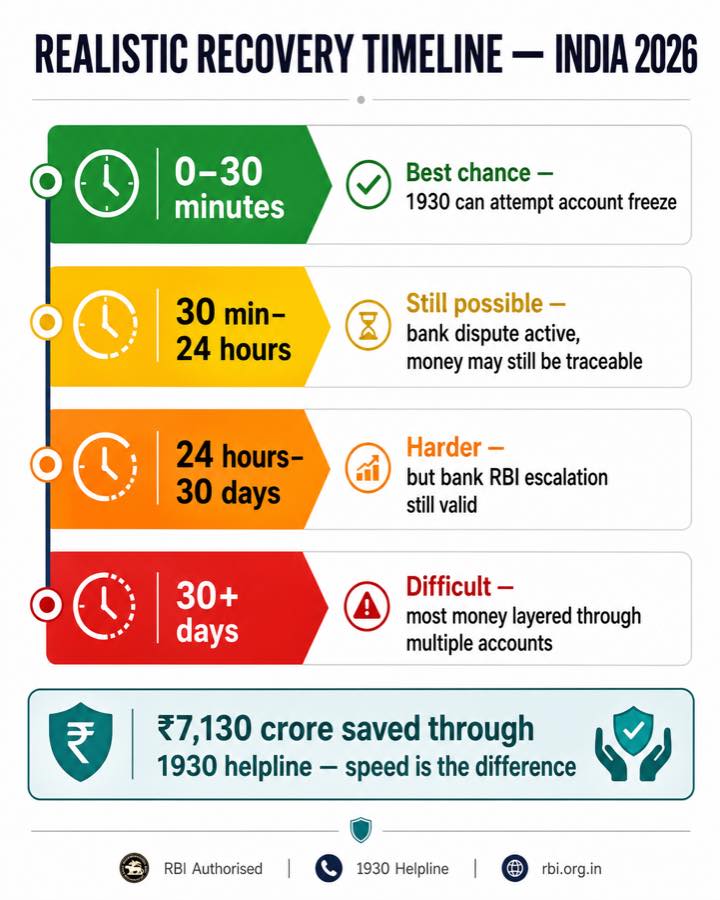 REALISTIC RECOVERY TIMELINE — INDIA 2026
0–30
minutes
Best chance —
1930 can attempt account freeze
30 min–
24 hours
Still possible —
bank dispute active,
money may still be traceable
24 hours–
30 days
Harder —
but bank RBI escalation
still valid
30+
days
Difficult —
most money layered through
multiple accounts
₹
₹7,130 crore saved through
1930 helpline — speed is the difference
RBI Authorised | 1930 Helpline | rbi.org.in